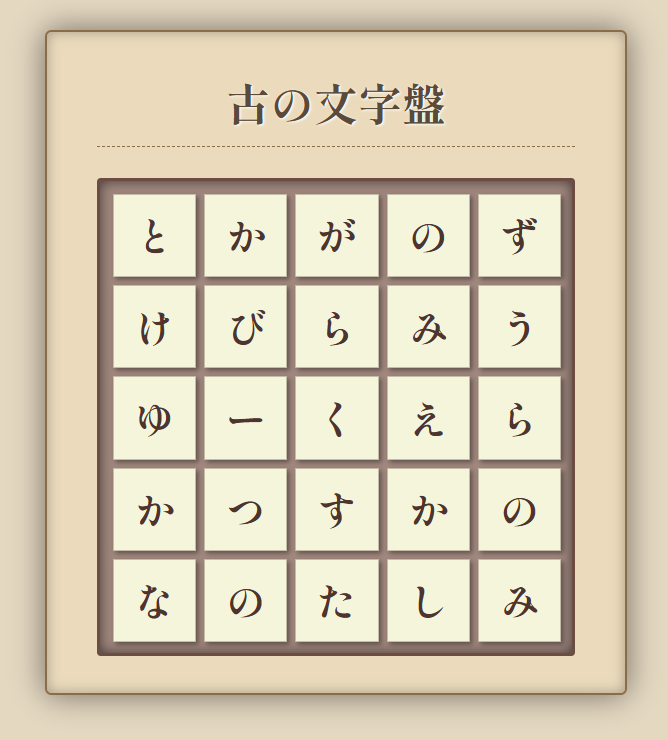 古の文字盤
とかがのず
けびらみう
ゆーくえら
かつすかの
なのたしみ